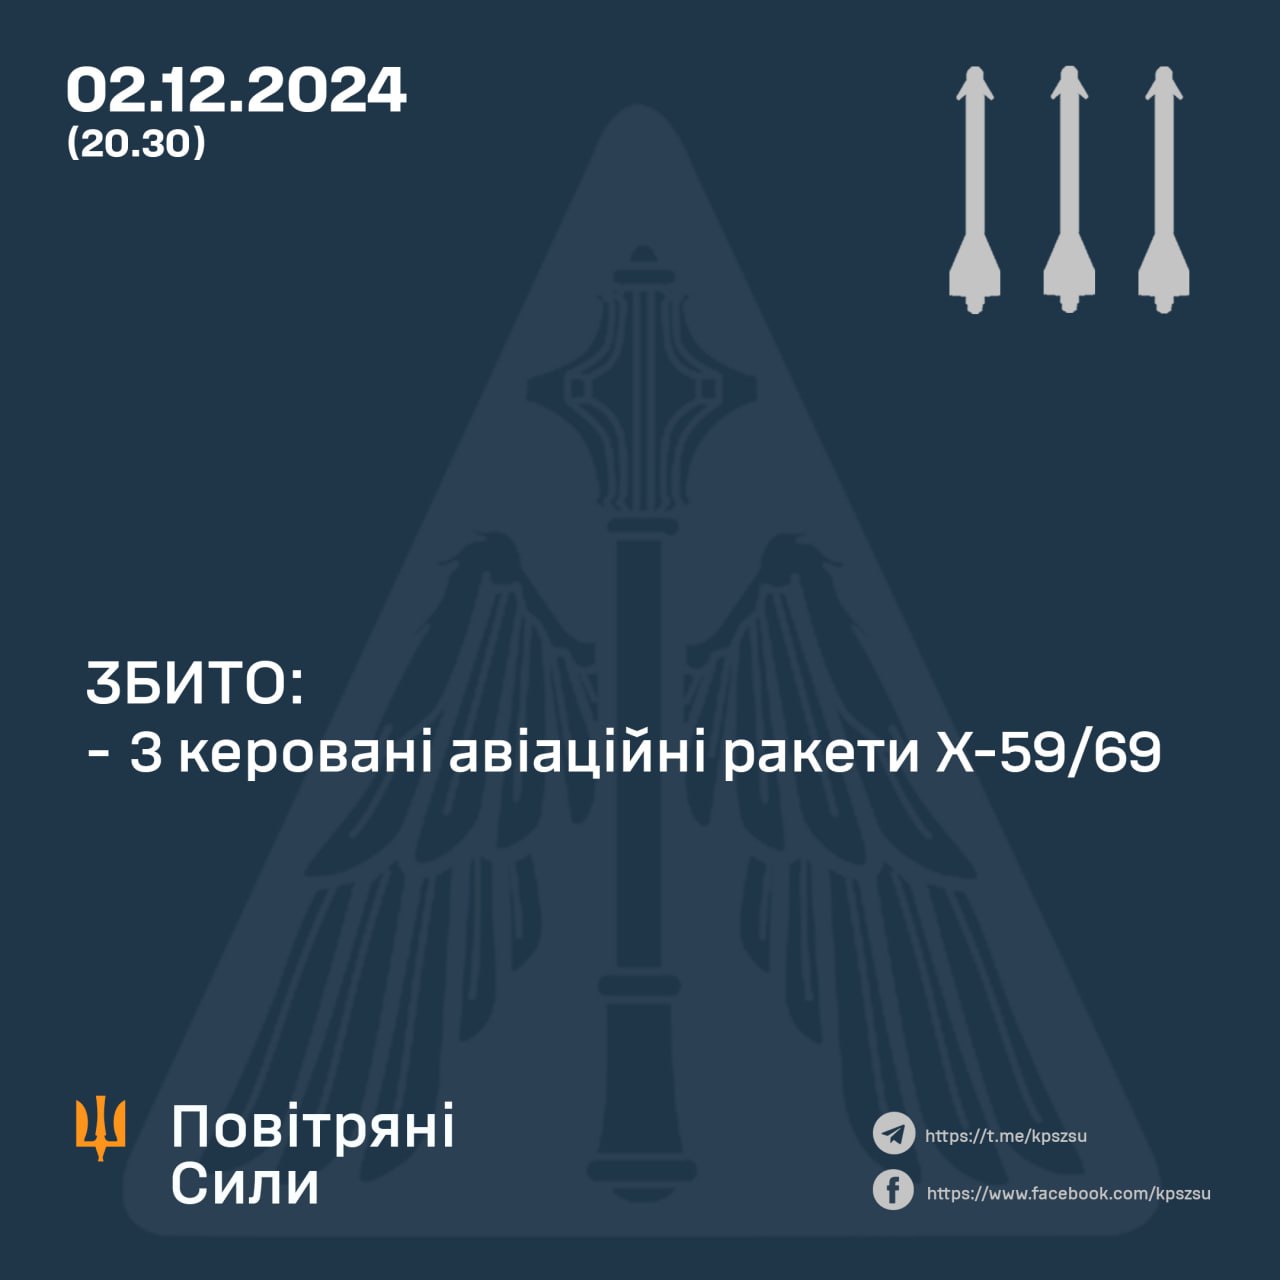 02.12.2024
(20.30)
ЗБИТО:
- 3 керовані авіаційні ракети Х-59/69
Повітряні
Сили
https://t.me/kpszsu
https://www.facebook.com/kpszsu